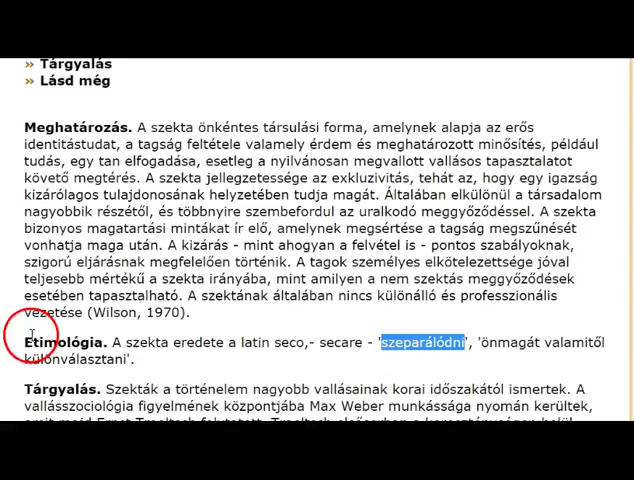 » Tárgyalás
» Lásd még
Meghatározás. A szekta önkéntes társulási forma, amelynek alapja az erős
identitástudat, a tagság feltétele valamely érdem és meghatározott minősítés, például
tudás, egy tan elfogadása, esetleg a nyilvánosan megvallott vallásos tapasztalatot
követő megtérés. A szekta jellegzetessége az exkluzivitás, tehát az, hogy egy igazság
kizárólagos tulajdonosának helyzetében tudja magát. Általában elkülönül a társadalom
nagyobbik részétől, és többnyire szembefordul az uralkodó meggyőződéssel. A szekta
bizonyos magatartási mintákat ír elő, amelynek megsértése a tagság megszűnését
vonhatja maga után. A kizárás - mint ahogyan a felvétel is - pontos szabályoknak,
szigorú eljárásnak megfelelően történik. A tagok személyes elkötelezettsége jóval
teljesebb mértékű a szekta irányába, mint amilyen a nem szektás meggyőződések
esetében tapasztalható. A szektának általában nincs különálló és professzionális
vezetése (Wilson, 1970).
Etimológia. A szekta eredete a latin seco,- secare - 'szeparálódni', 'önmagát valamitől
különválasztani'.
Tárgyalás. Szekták a történelem nagyobb vallásainak korai időszakától ismertek. A
vallásszociológia figyelmének központjába Max Weber munkássága nyomán kerültek,